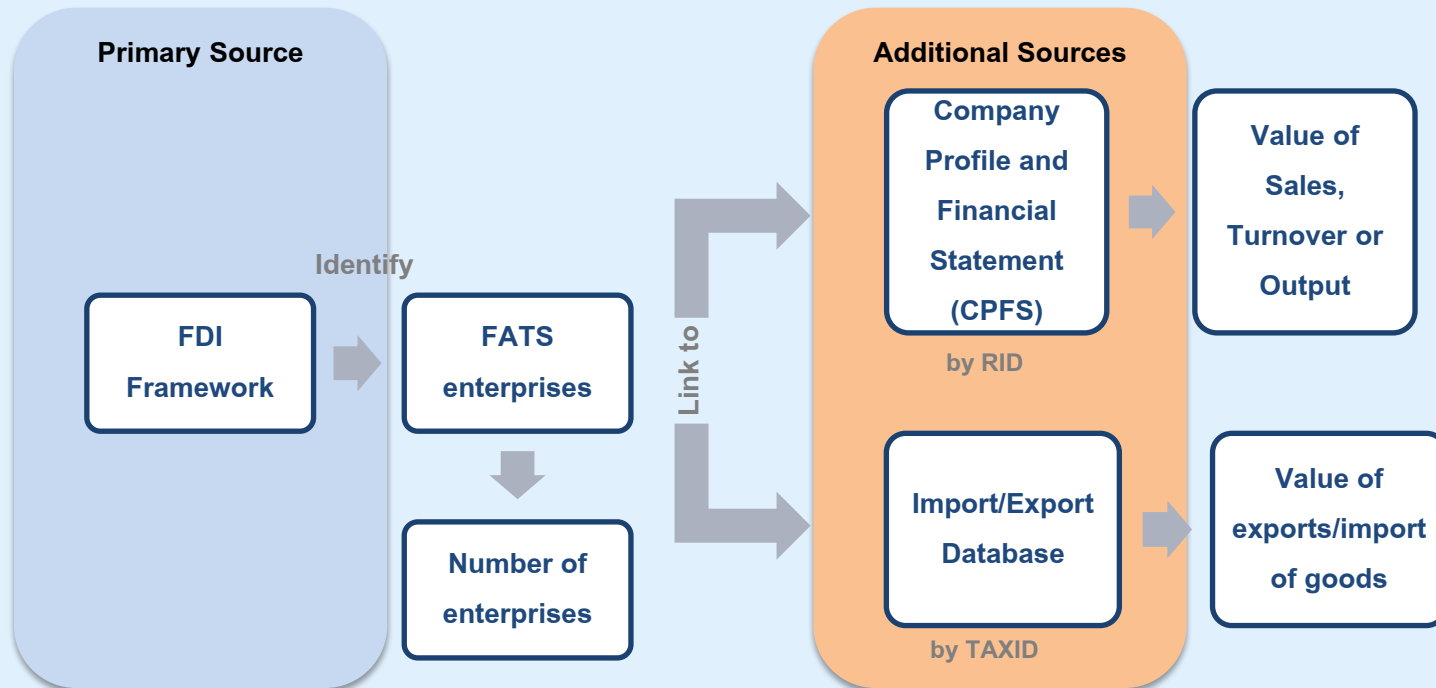 Primary Source
Identify
FDI
Framework
FATS
enterprises
Number of
enterprises
Link to
Additional Sources
Company
Profile and
Financial
Statement
(CPFS)
by RID
Value of
Sales,
Turnover or
Output
Import/Export
Database
by TAXID
Value of
exports/import
of goods